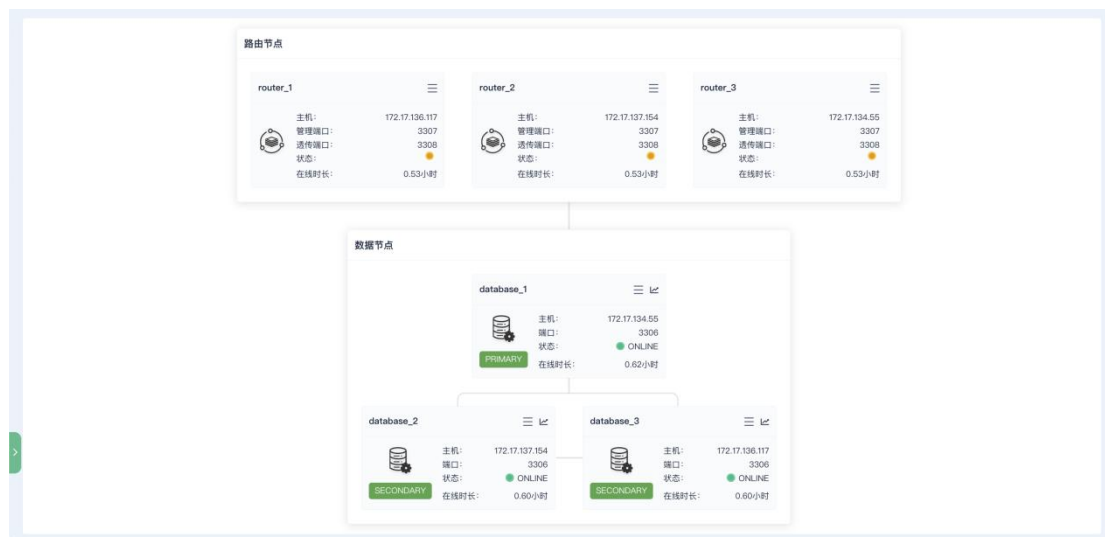 路由节点
router_1
主机: 172.17.136.117
管理端口: 3307
透传端口: 3308
状态:
在线时长: 0.53小时
router_2
主机: 172.17.137.154
管理端口: 3307
透传端口: 3308
状态:
在线时长: 0.53小时
router_3
主机: 172.17.134.55
管理端口: 3307
透传端口: 3308
状态:
在线时长: 0.53小时
数据节点
database_1
主机: 172.17.134.55
端口: 3306
状态: ONLINE
PRIMARY
在线时长: 0.62小时
database_2
主机: 172.17.137.154
端口: 3306
状态: ONLINE
SECONDARY
在线时长: 0.60小时
database_3
主机: 172.17.136.117
端口: 3306
状态: ONLINE
SECONDARY
在线时长: 0.60小时